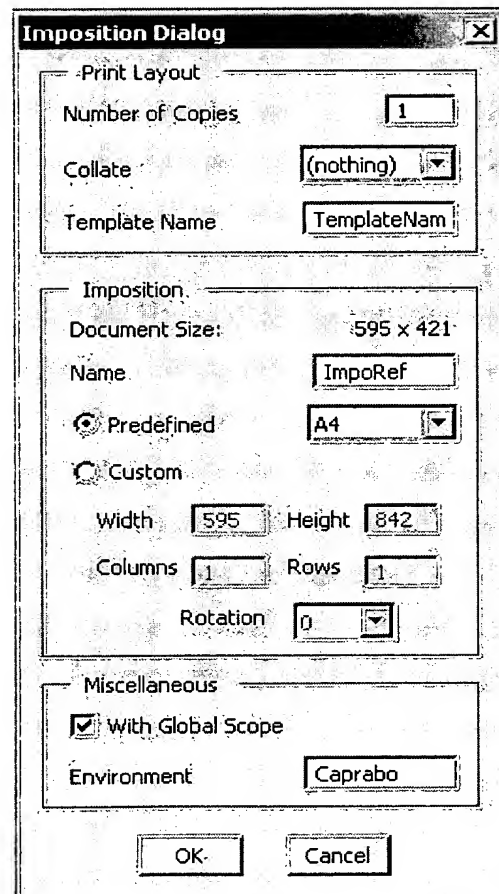 Imposition Dialog
Print Layout
Number of Copies 1
Collate (nothing)
Template Name TemplateNam
Imposition
Document Size: 595 x 421
Name ImpoRef
Predefined A4
Custom
Width 595 Height 842
Columns 1 Rows 1
Rotation 0
Miscellaneous
With Global Scope
Environment Caprabo
OK Cancel